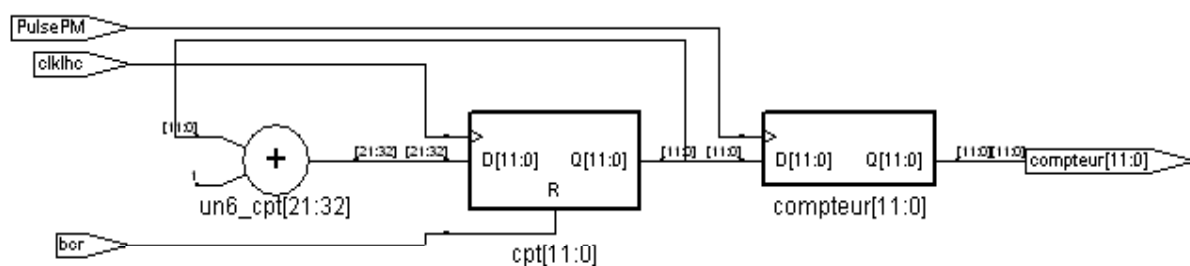 PulsePM
clklhc
[11:0]
1
+
un6_cpt[21:32]
[21:32] [21:32]
D[11:0] Q[11:0]
R
cpt[11:0]
[11:0] [11:0]
D[11:0] Q[11:0]
compteur[11:0]
[11:0][11:0]
compteur[11:0]
bcr